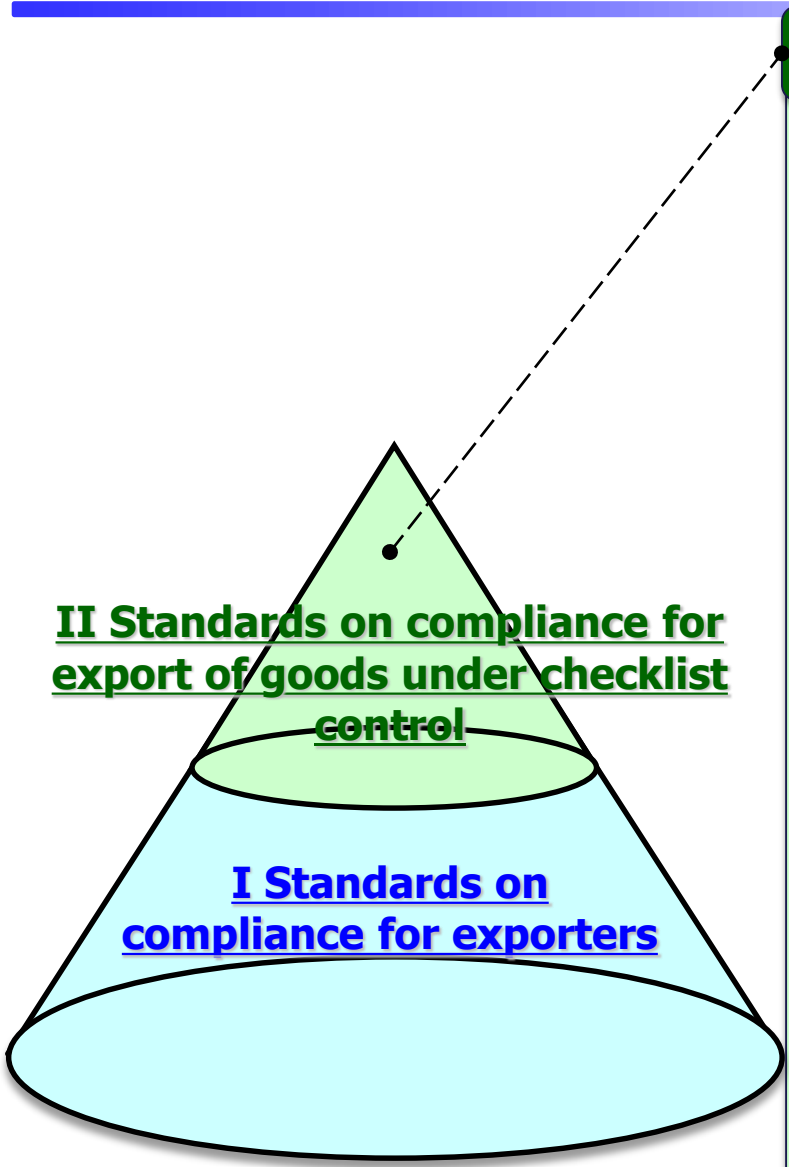 II Standards on compliance for
export of goods under checklist
control
I Standards on
compliance for exporters